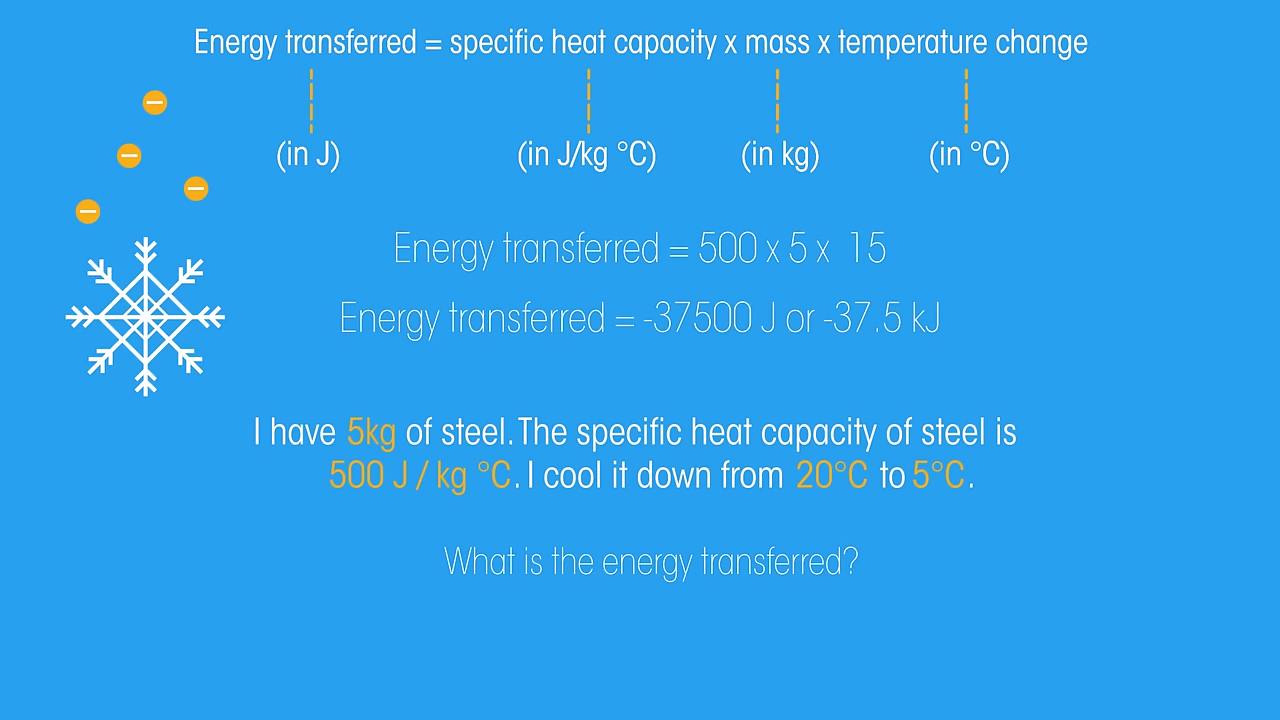 Energy transferred = specific heat capacity x mass x temperature change
(in J) (in J/kg °C) (in kg) (in °C)
Energy transferred = 500 x 5 x 15
Energy transferred = -37500 J or -37.5 kJ
I have 5kg of steel. The specific heat capacity of steel is
500 J / kg °C. I cool it down from 20°C to 5°C.
What is the energy transferred?